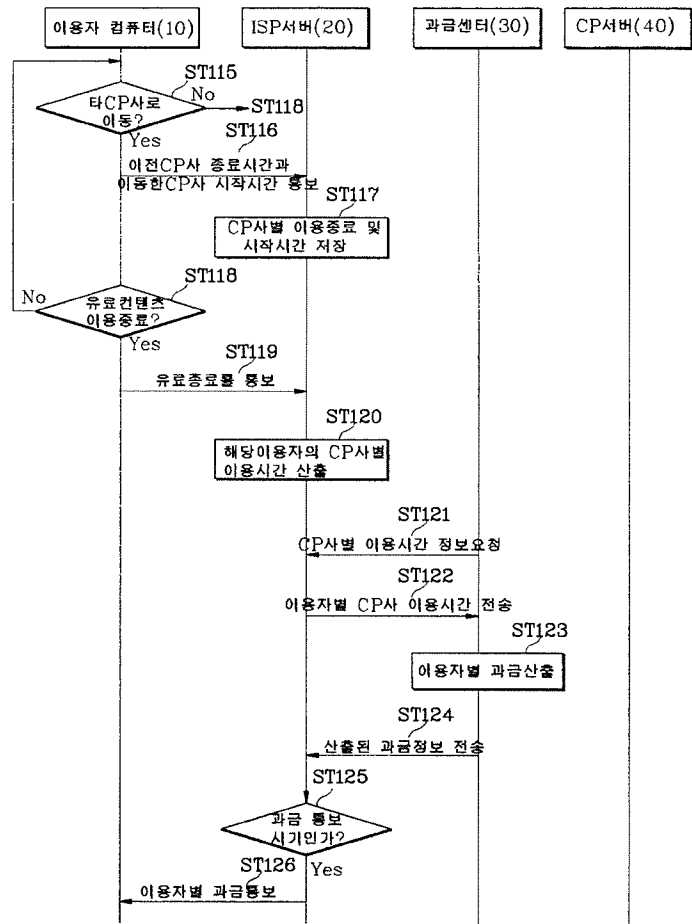 이용자 컴퓨터(10)
ISP서버(20)
과금센터(30)
CP서버(40)
ST115
타CP사로
이동?
No
ST118
Yes
ST116
이전CP사 종료시간과
이동한CP사 시작시간 통보
ST117
CP사별 이용종료 및
시작시간 저장
ST118
No
유료컨텐츠
이용종료?
Yes
ST119
유료종료를 통보
ST120
해당이용자의 CP사별
이용시간 산출
ST121
CP사별 이용시간 정보요청
ST122
이용자별 CP사 이용시간 전송
ST123
이용자별 과금산출
ST124
산출된 과금정보 전송
ST125
과금 통보
시기인가?
Yes
ST126
이용자별 과금통보